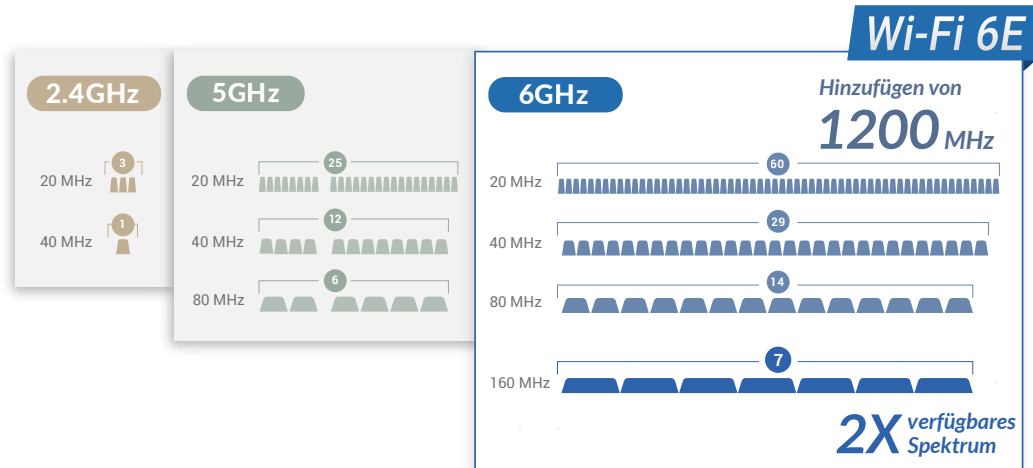 Wi-Fi 6E
2.4GHz
3
20 MHz
1
40 MHz
5GHz
25
20 MHz
12
40 MHz
6
80 MHz
6GHz
Hinzufügen von
1200 MHz
60
20 MHz
29
40 MHz
14
80 MHz
7
160 MHz
2X verfügbares
Spektrum